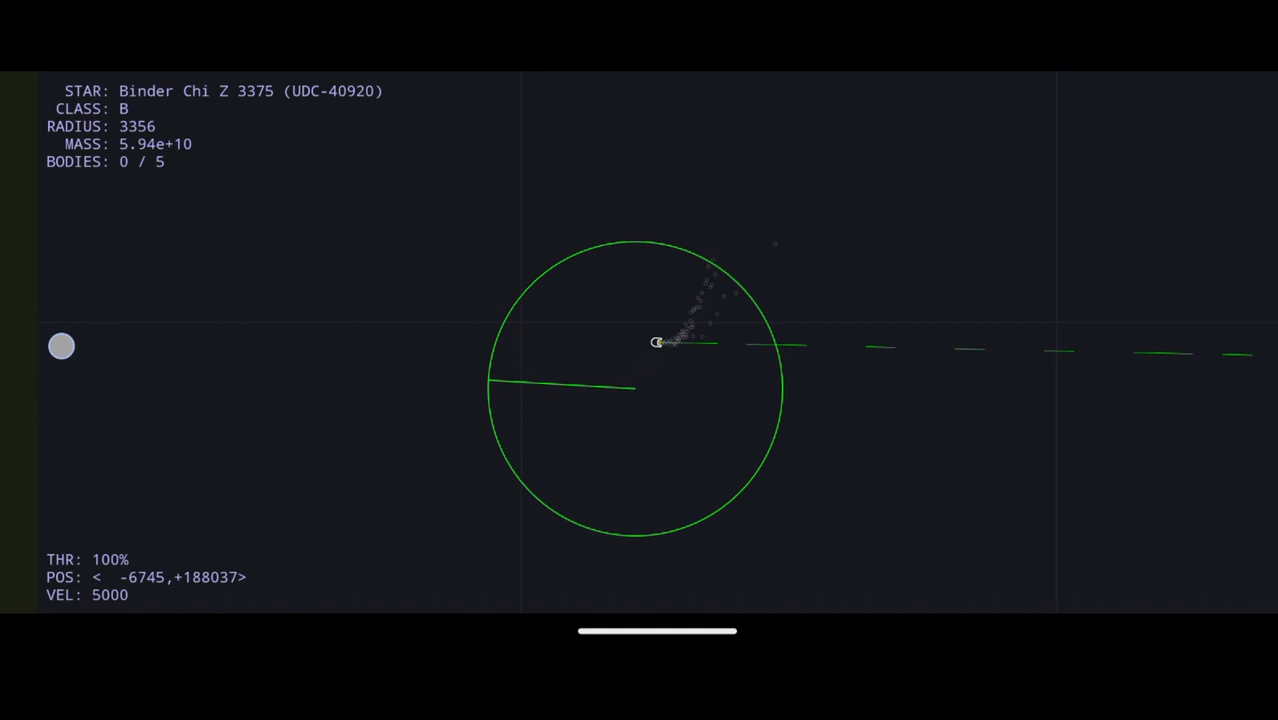 STAR: Binder Chi Z 3375 (UDC-40920)
CLASS: B
RADIUS: 3356
MASS: 5.94e+10
BODIES: 0 / 5
THR: 100%
POS: < -6745,+188037>
VEL: 5000